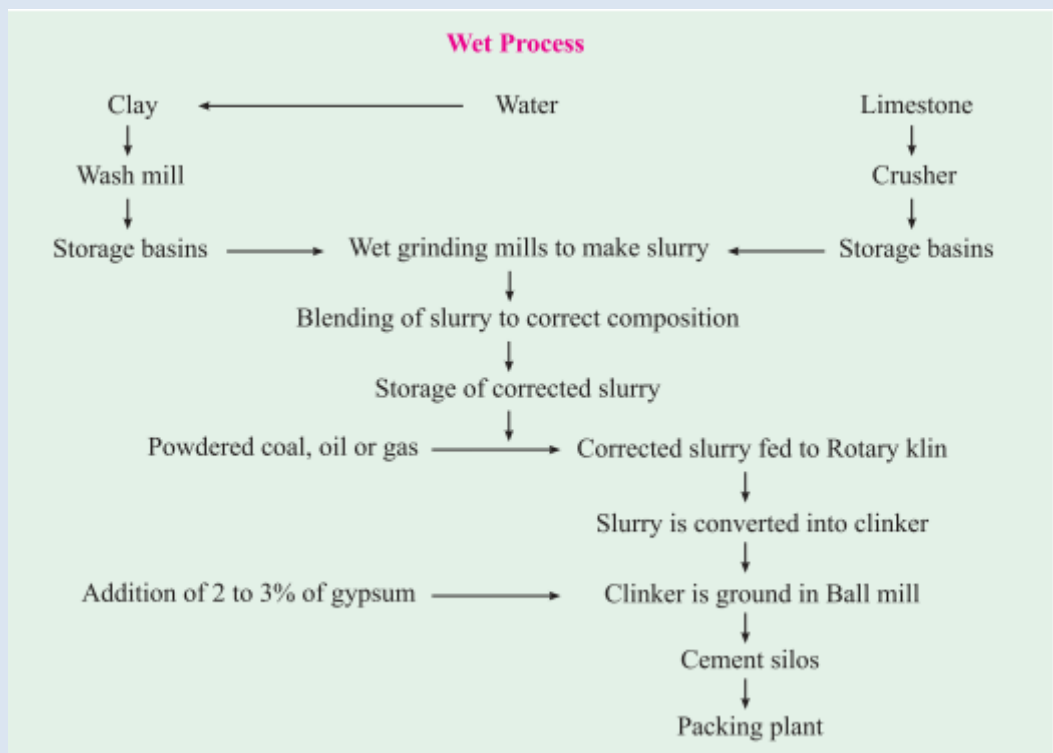 Wet Process
Clay Water Limestone
Wash mill Crusher
Storage basins Wet grinding mills to make slurry Storage basins
Blending of slurry to correct composition
Storage of corrected slurry
Powdered coal, oil or gas Corrected slurry fed to Rotary klin
Slurry is converted into clinker
Addition of 2 to 3% of gypsum Clinker is ground in Ball mill
Cement silos
Packing plant